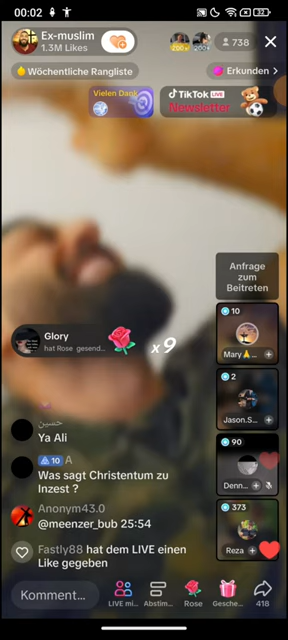 00:02
32
Ex-muslim
1.3M Likes
200+
200+
738
Wöchentliche Rangliste
Erkunden >
Vielen Dank
TikTok LIVE
Newsletter
Anfrage
zum
Beitreten
10
Mary🙏...
2
Jason.S...
90
Denn...
373
Reza
Glory
hat Rose gesend...
x9
حسين
Ya Ali
10 A
Was sagt Christentum zu
Inzest ?
Anonym43.0
@meenzer_bub 25:54
Fastly88 hat dem LIVE einen
Like gegeben
Komment...
LIVE mi...
Abstim...
Rose
Gesche...
418